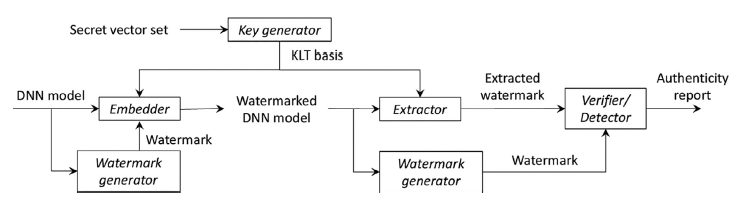 Secret vector set
Key generator
KLT basis
DNN model
Embedder
Watermarked
DNN model
Extractor
Extracted
watermark
Verifier/
Detector
Authenticity
report
Watermark
Watermark
generator
Watermark
generator
Watermark